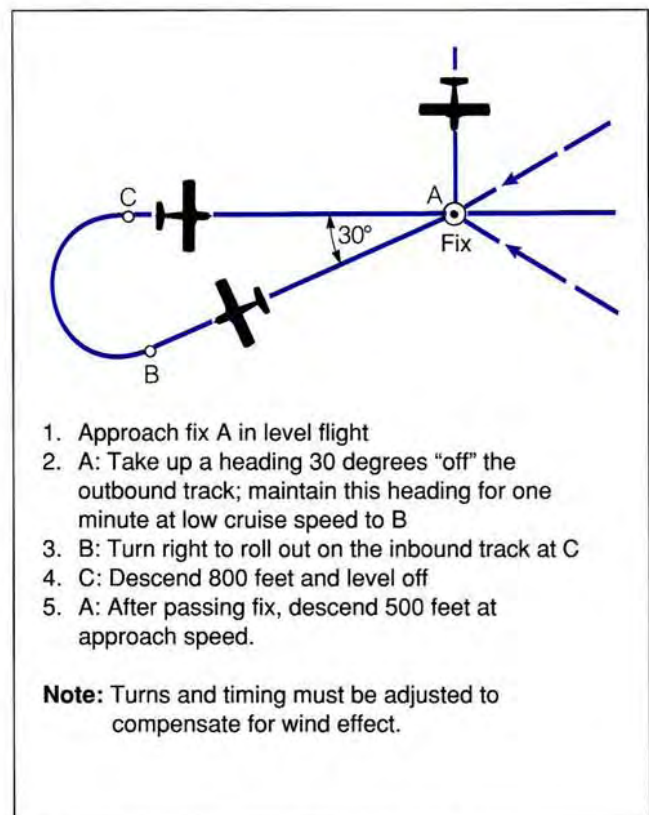 A
C
30°
Fix
B
1. Approach fix A in level flight
2. A: Take up a heading 30 degrees “off” the
outbound track; maintain this heading for one
minute at low cruise speed to B
3. B: Turn right to roll out on the inbound track at C
4. C: Descend 800 feet and level off
5. A: After passing fix, descend 500 feet at
approach speed.
Note: Turns and timing must be adjusted to
compensate for wind effect.